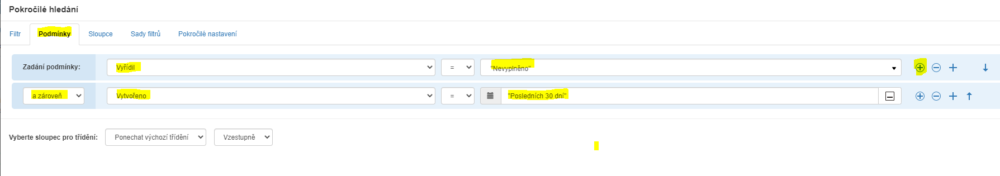 Pokročilé hledání
Filtr Podmínky Sloupce Sady filtrů Pokročilé nastavení
Zadání podmínky: Vyřídil = "Nevyplněno"
a zároveň Vytvořeno = "Posledních 30 dní"
Vyberte sloupec pro třídění: Ponechat výchozí třídění Vzestupně